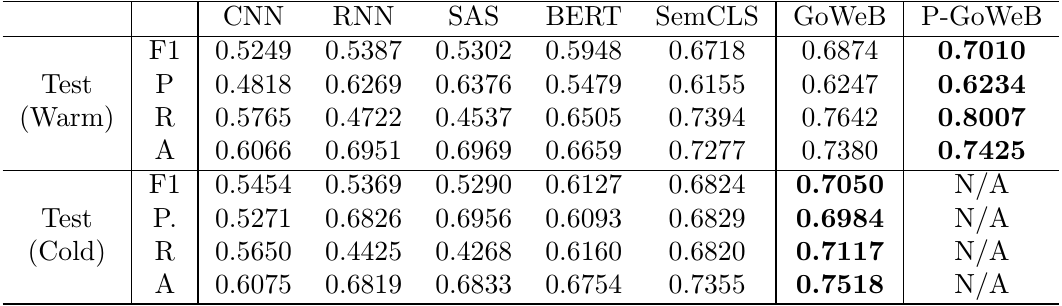 CNN RNN SAS BERT SemCLS GoWeB P-GoWeB
F1 0.5249 0.5387 0.5302 0.5948 0.6718 0.6874 0.7010
Test P 0.4818 0.6269 0.6376 0.5479 0.6155 0.6247 0.6234
(Warm) R 0.5765 0.4722 0.4537 0.6505 0.7394 0.7642 0.8007
A 0.6066 0.6951 0.6969 0.6659 0.7277 0.7380 0.7425
F1 0.5454 0.5369 0.5290 0.6127 0.6824 0.7050 N/A
Test P. 0.5271 0.6826 0.6956 0.6093 0.6829 0.6984 N/A
(Cold) R 0.5650 0.4425 0.4268 0.6160 0.6820 0.7117 N/A
A 0.6075 0.6819 0.6833 0.6754 0.7355 0.7518 N/A